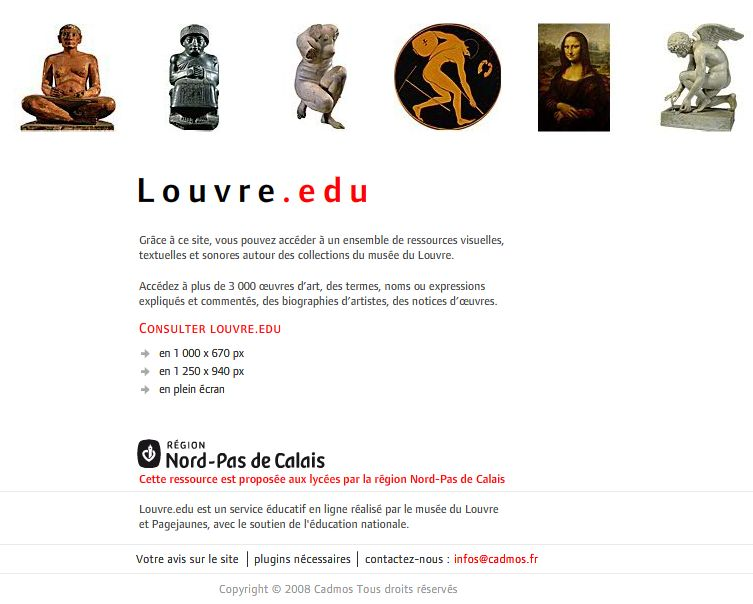 Louvre.edu
Grâce à ce site, vous pouvez accéder à un ensemble de ressources visuelles,
textuelles et sonores autour des collections du musée du Louvre.
Accédez à plus de 3 000 œuvres d’art, des termes, noms ou expressions
expliqués et commentés, des biographies d’artistes, des notices d’œuvres.
CONSULTER LOUVRE.EDU
en 1 000 x 670 px
en 1 250 x 940 px
en plein écran
RÉGION
Nord-Pas de Calais
Cette ressource est proposée aux lycées par la région Nord-Pas de Calais
Louvre.edu est un service éducatif en ligne réalisé par le musée du Louvre
et Pagejaunes, avec le soutien de l'éducation nationale.
Votre avis sur le site | plugins nécessaires | contactez-nous : infos@cadmos.fr
Copyright © 2008 Cadmos Tous droits réservés